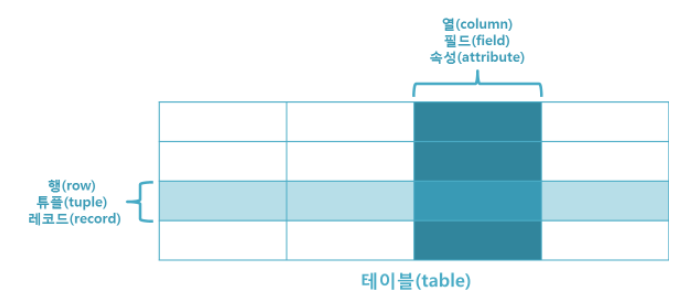 열(column)
필드(field)
속성(attribute)
행(row)
튜플(tuple)
레코드(record)
테이블(table)